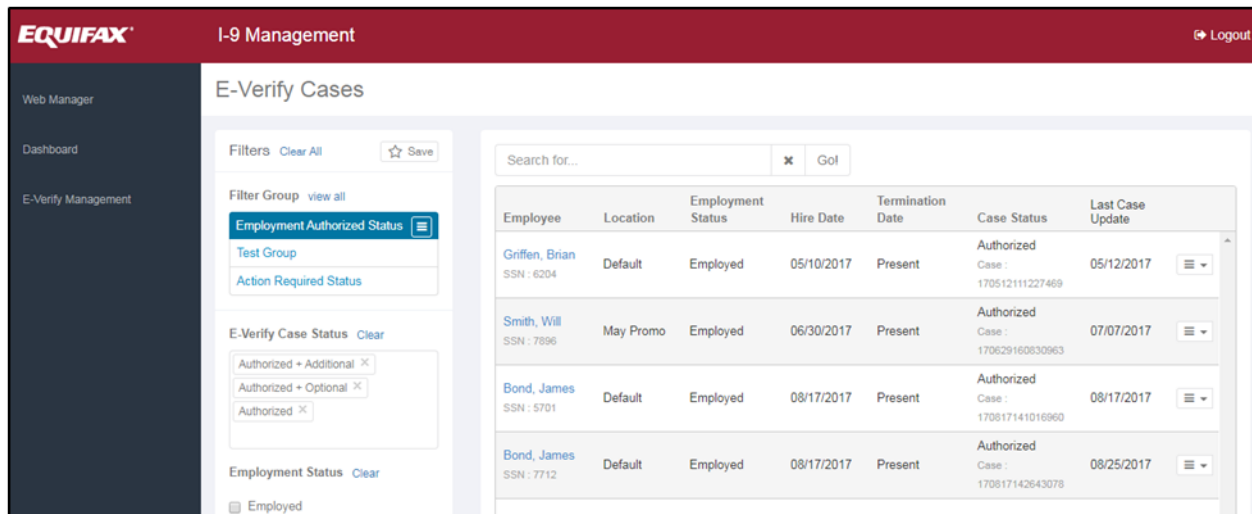 EQUIFAX
I-9 Management
Logout
Web Manager
Dashboard
E-Verify Management
E-Verify Cases
Filters Clear All Save
Filter Group view all
Employment Authorized Status
Test Group
Action Required Status
E-Verify Case Status Clear
Authorized + Additional ×
Authorized + Optional ×
Authorized ×
Employment Status Clear
Employed
Search for... × Go!
Employee Location Employment Status Hire Date Termination Date Case Status Last Case Update
Griffen, Brian Default Employed 05/10/2017 Present Authorized 05/12/2017
SSN : 6204 Case : 170512111227469
Smith, Will May Promo Employed 06/30/2017 Present Authorized 07/07/2017
SSN : 7896 Case : 170629160830963
Bond, James Default Employed 08/17/2017 Present Authorized 08/17/2017
SSN : 5701 Case : 170817141016960
Bond, James Default Employed 08/17/2017 Present Authorized 08/25/2017
SSN : 7712 Case : 170817142643078